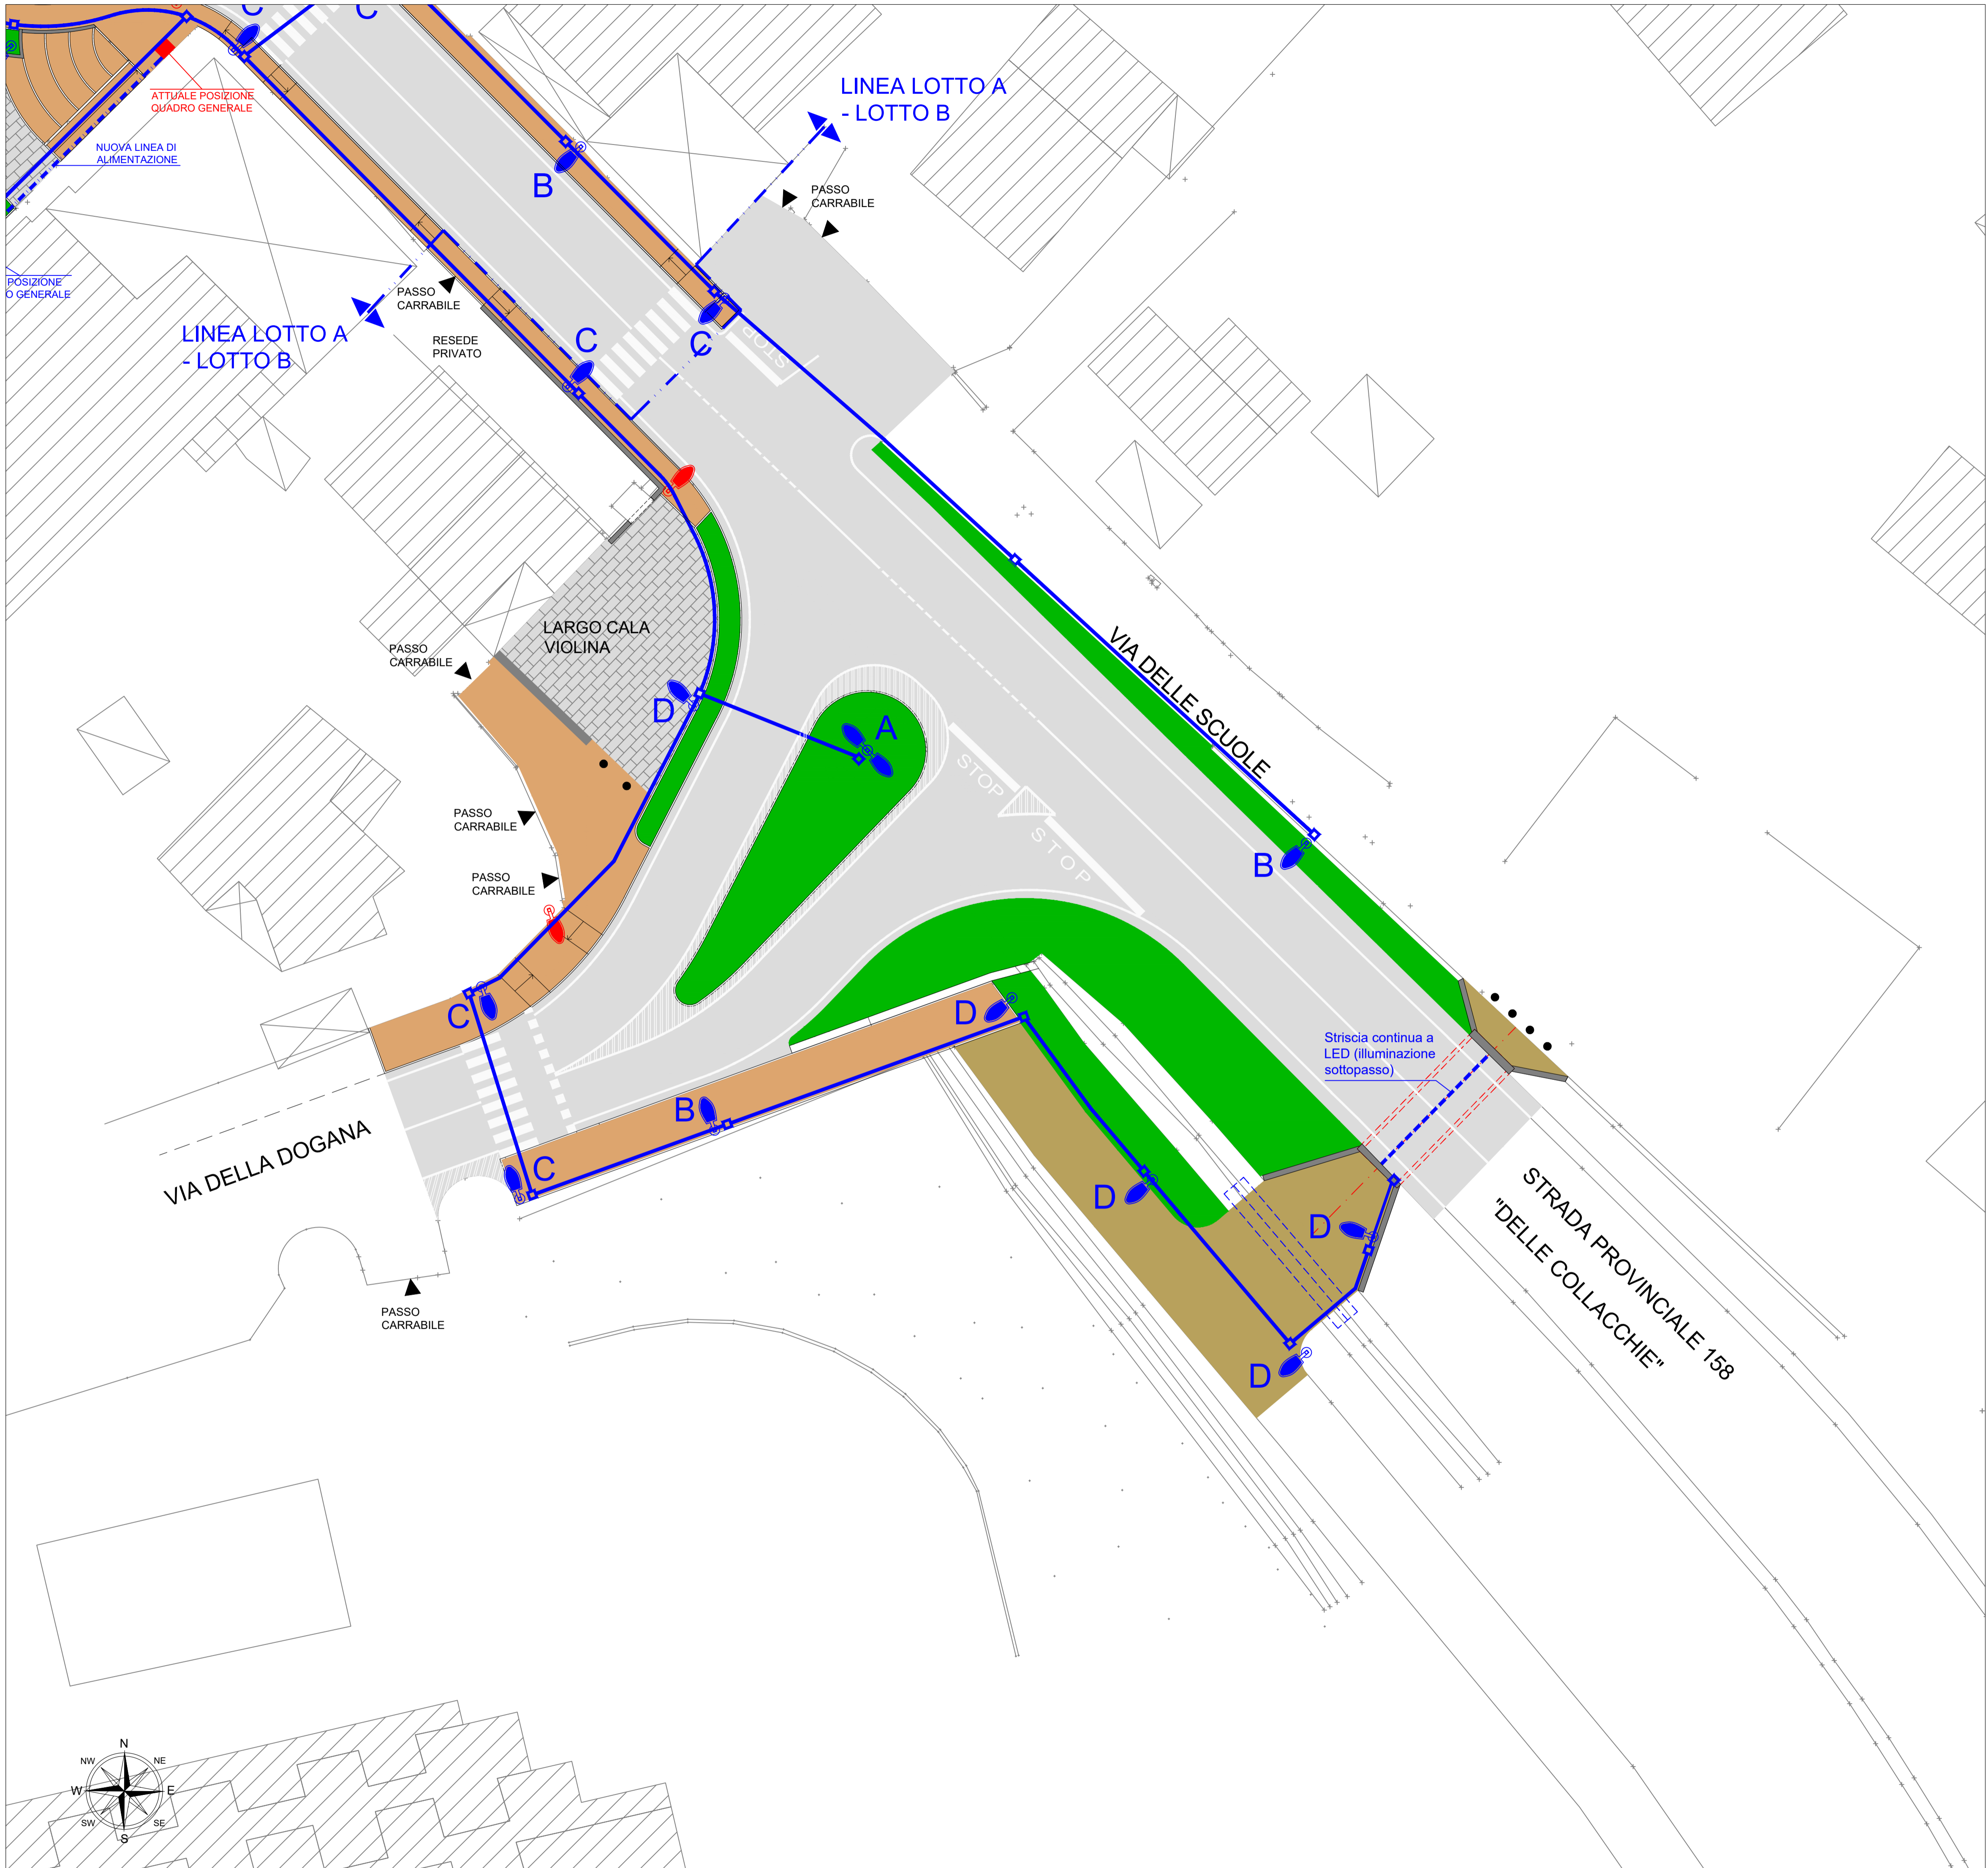 C
C
ATTUALE POSIZIONE
QUADRO GENERALE
NUOVA LINEA DI
ALIMENTAZIONE
LINEA LOTTO A
- LOTTO B
B
PASSO
CARRABILE
POSIZIONE
O GENERALE
PASSO
CARRABILE
LINEA LOTTO A
- LOTTO B
RESEDE
PRIVATO
C
C
STOP
LARGO CALA
VIOLINA
PASSO
CARRABILE
VIA DELLE SCUOLE
D
A
STOP
STOP
PASSO
CARRABILE
B
PASSO
CARRABILE
C
D
Striscia continua a
LED (illuminazione
sottopasso)
B
VIA DELLA DOGANA
C
D
D
STRADA PROVINCIALE 158
"DELLE COLLACCHIE"
PASSO
CARRABILE
D
N
NW
NE
W
E
SW
SE
S